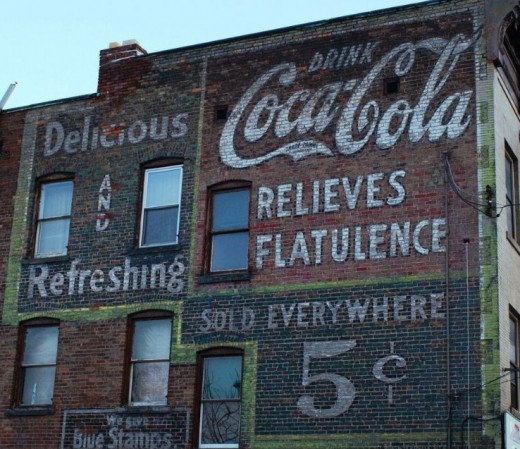 Delicious
AND
Refreshing
DRINK
Coca-Cola
RELIEVES
FLATULENCE
SOLD EVERYWHERE
5¢
We Give
Blue Stamps